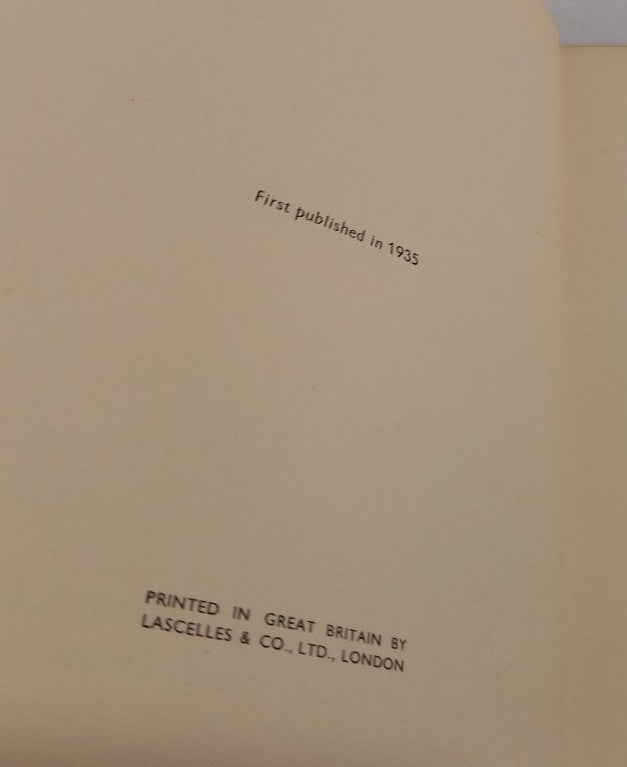 First published in 1935
PRINTED IN GREAT BRITAIN BY
LASCELLES & CO., LTD., LONDON